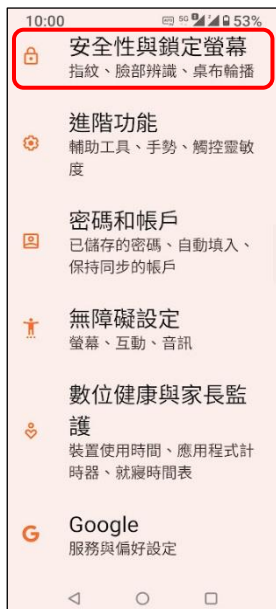 10:00 5G 53%
安全性與鎖定螢幕
指紋、臉部辨識、桌布輪播
進階功能
輔助工具、手勢、觸控靈敏
度
密碼和帳戶
已儲存的密碼、自動填入、
保持同步的帳戶
無障礙設定
螢幕、互動、音訊
數位健康與家長監
護
裝置使用時間、應用程式計
時器、就寢時間表
Google
服務與偏好設定